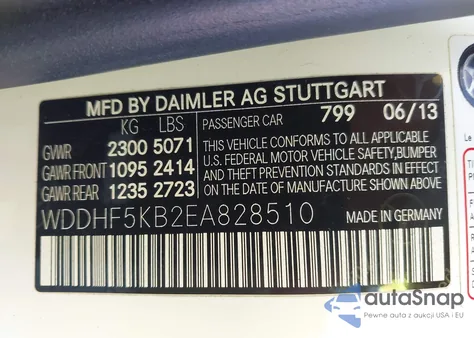 MFD BY DAIMLER AG STUTTGART
KG LBS
GVWR 2300 5071
GAWR FRONT 1095 2414
GAWR REAR 1235 2723
PASSENGER CAR 799 06/13
THIS VEHICLE CONFORMS TO ALL APPLICABLE
U.S. FEDERAL MOTOR VEHICLE SAFETY, BUMPER
AND THEFT PREVENTION STANDARDS IN EFFECT
ON THE DATE OF MANUFACTURE SHOWN ABOVE
WDDHF5KB2EA828510
MADE IN GERMANY
autoSnap
Pewne auta z aukcji USA i EU
Le